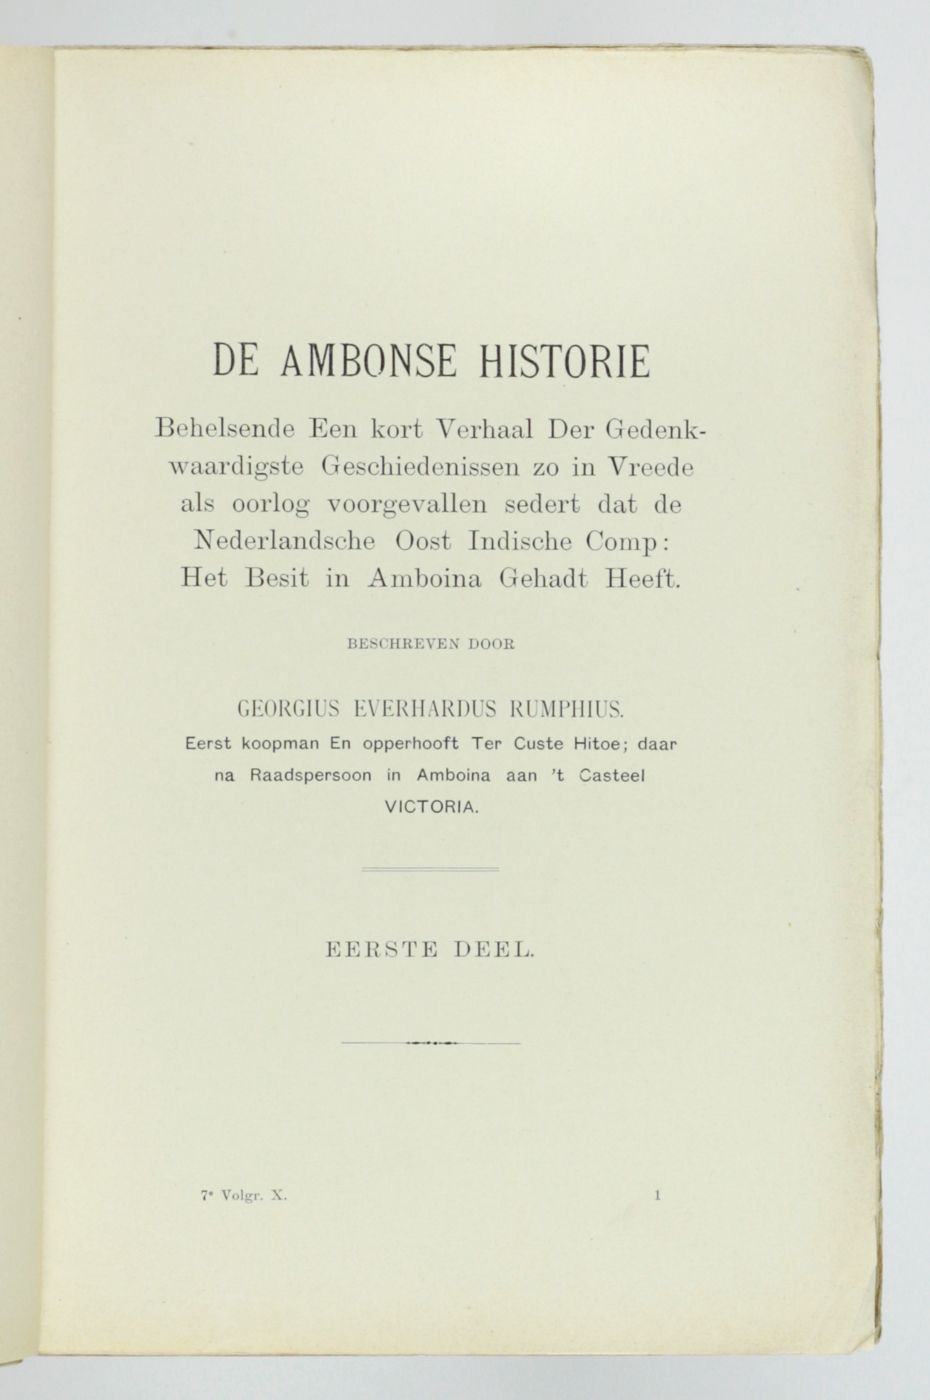 DE AMBONSE HISTORIE
Behelsende Een kort Verhaal Der Gedenk-
waardigste Geschiedenissen zo in Vreede
als oorlog voorgevallen sedert dat de
Nederlandsche Oost Indische Comp:
Het Besit in Amboina Gehadt Heeft.
BESCHREVEN DOOR
GEORGIUS EVERHARDUS RUMPHIUS.
Eerst koopman En opperhooft Ter Custe Hitoe; daar
na Raadspersoon in Amboina aan 't Casteel
VICTORIA.
EERSTE DEEL.
7e Volgr. X. 1